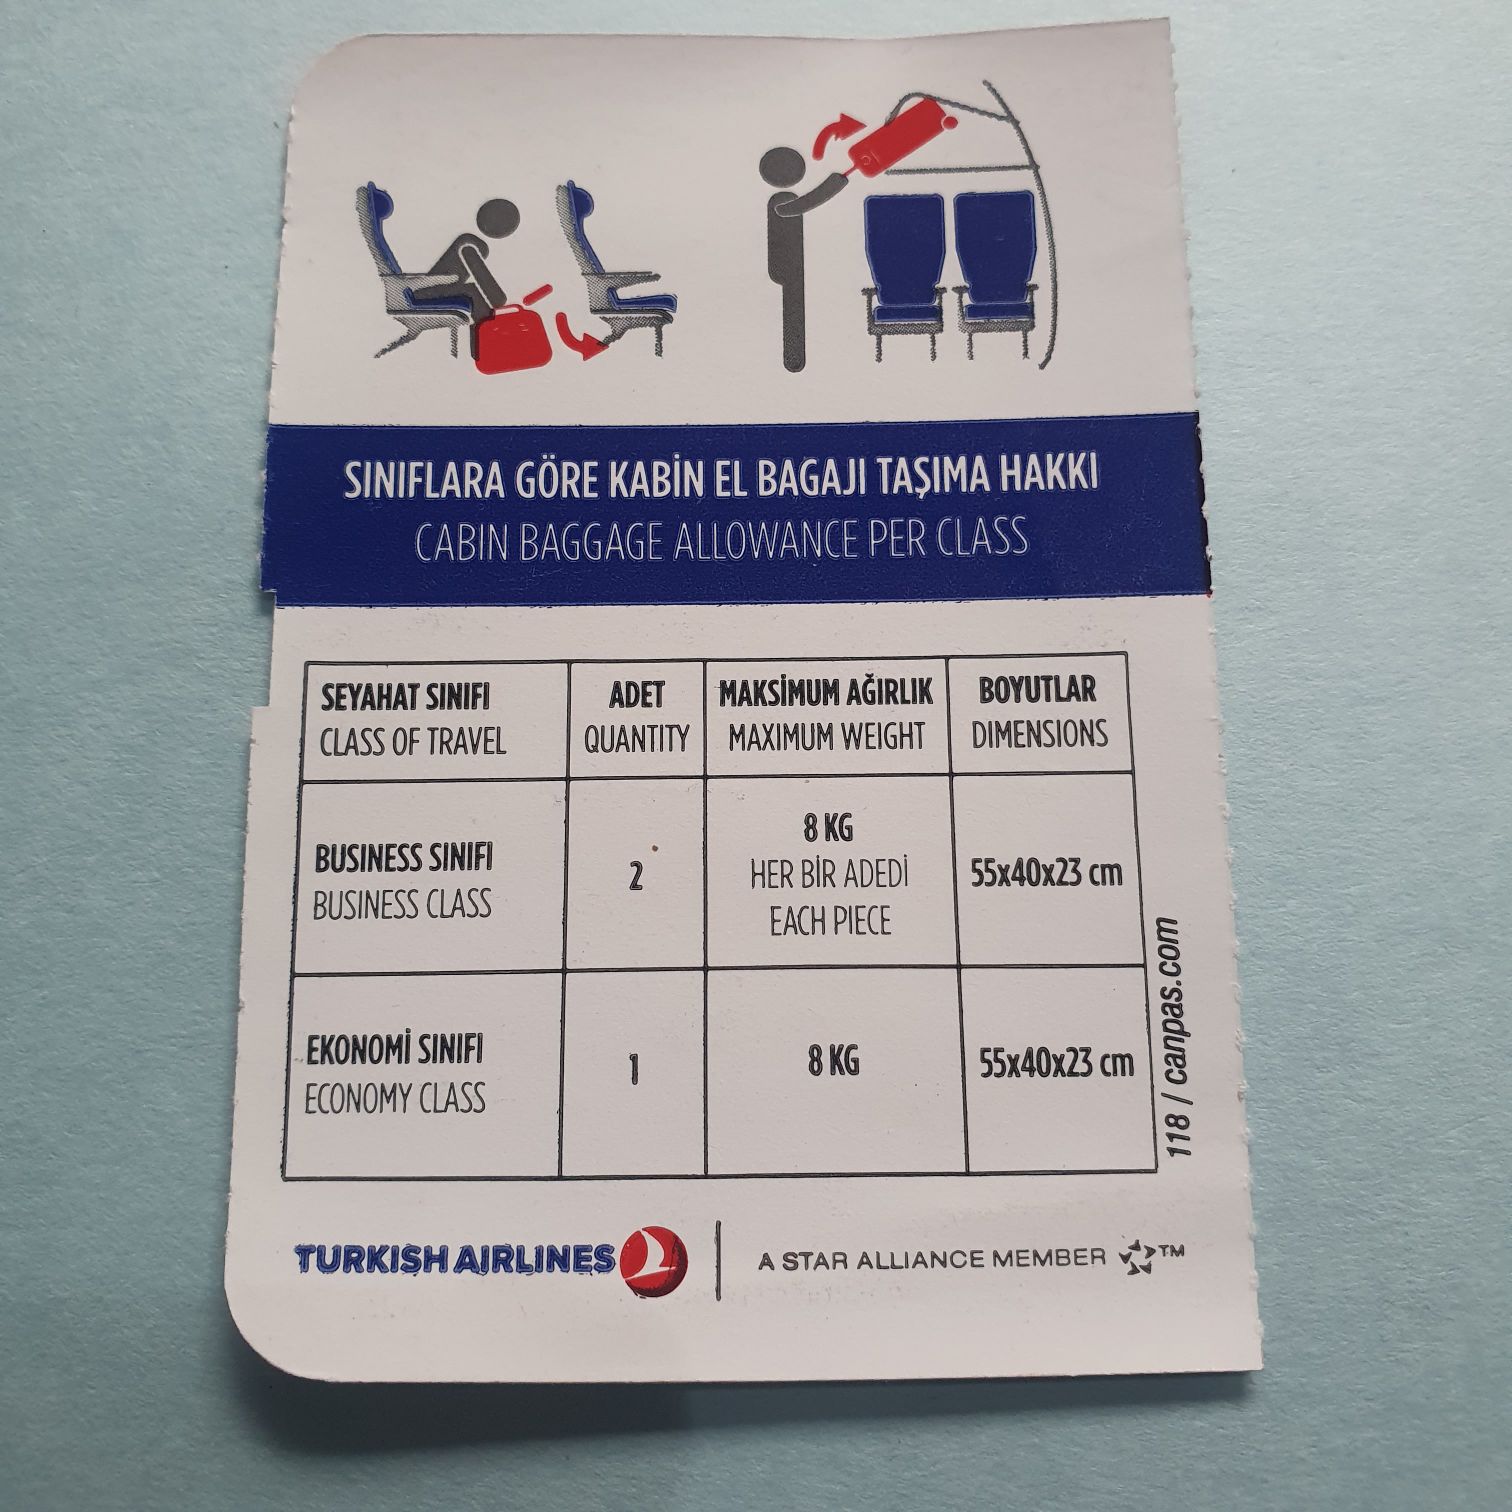 SINIFLARA GÖRE KABİN EL BAGAJI TAŞIMA HAKKI
CABIN BAGGAGE ALLOWANCE PER CLASS
SEYAHAT SINIFI
CLASS OF TRAVEL
ADET
QUANTITY
MAKSİMUM AĞIRLIK
MAXIMUM WEIGHT
BOYUTLAR
DIMENSIONS
BUSINESS SINIFI
BUSINESS CLASS
2
8 KG
HER BİR ADEDİ
EACH PIECE
55x40x23 cm
EKONOMİ SINIFI
ECONOMY CLASS
1
8 KG
55x40x23 cm
118 / canpas.com
TURKISH AIRLINES
A STAR ALLIANCE MEMBER TM